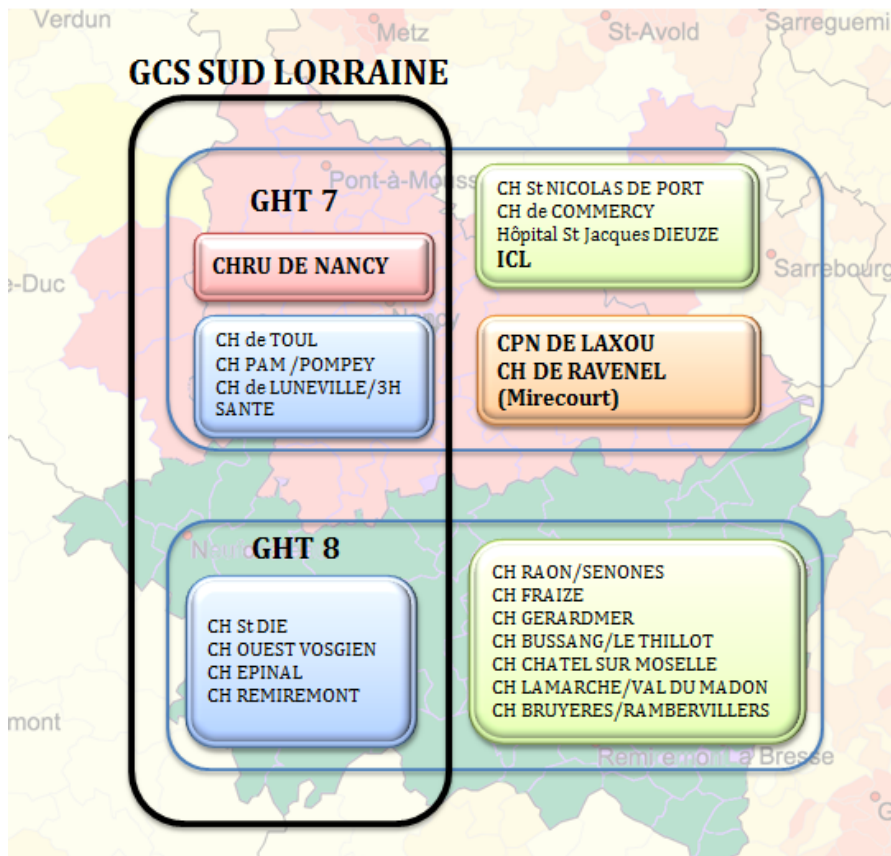 Verdun
Metz
St-Avold
Sarreguemi
GCS SUD LORRAINE
Pont-à-Mouss
GHT 7
CHRU DE NANCY
CH de TOUL
CH PAM /POMPEY
CH de LUNEVILLE/3H
SANTE
CH St NICOLAS DE PORT
CH de COMMERCY
Hôpital St Jacques DIEUZE
ICL
CPN DE LAXOU
CH DE RAVENEL
(Mirecourt)
e-Duc
Sarrebourg
Nancy
GHT 8
CH St DIE
CH OUEST VOSGIEN
CH EPINAL
CH REMIREMONT
CH RAON/SENONES
CH FRAIZE
CH GERARDMER
CH BUSSANG/LE THILLOT
CH CHATEL SUR MOSELLE
CH LAMARCHE/VAL DU MADON
CH BRUYERES/RAMBERVILLERS
mont
Remiremont La Bresse
G